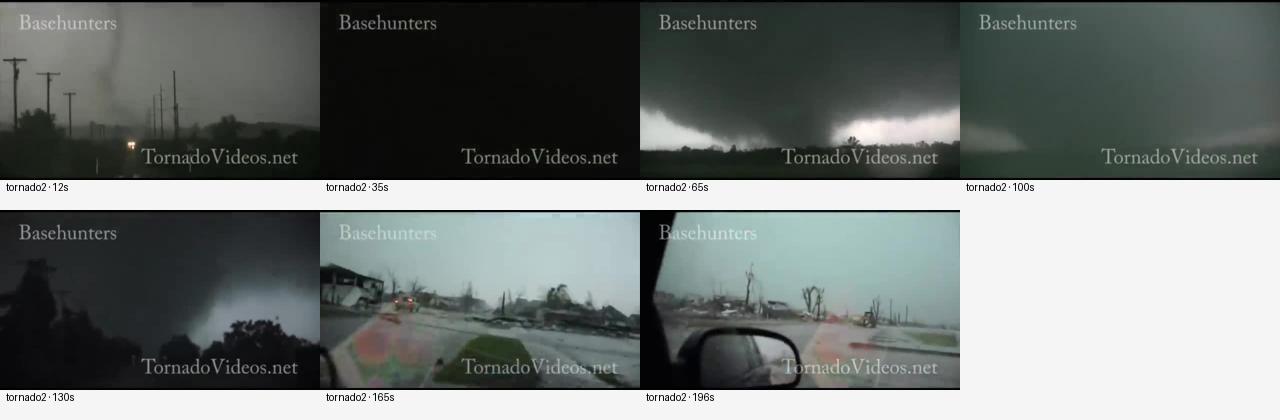 Basehunters
TornadoVideos.net
tornado2 · 12s
Basehunters
TornadoVideos.net
tornado2 · 35s
Basehunters
TornadoVideos.net
tornado2 · 65s
Basehunters
TornadoVideos.net
tornado2 · 100s
Basehunters
TornadoVideos.net
tornado2 · 130s
Basehunters
TornadoVideos.net
tornado2 · 165s
Basehunters
TornadoVideos.net
tornado2 · 196s